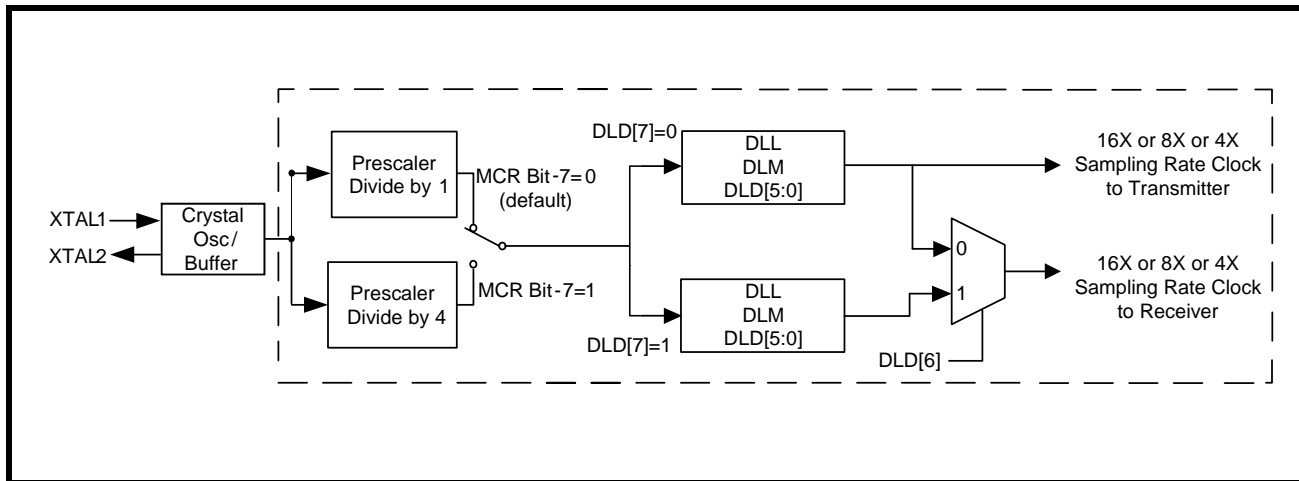 XTAL1
XTAL2
Crystal
Osc/
Buffer
Prescaler
Divide by 1
Prescaler
Divide by 4
MCR Bit-7=0
(default)
MCR Bit-7=1
DLD[7]=0
DLL
DLM
DLD[5:0]
DLD[7]=1
DLL
DLM
DLD[5:0]
0
1
DLD[6]
16X or 8X or 4X
Sampling Rate Clock
to Transmitter
16X or 8X or 4X
Sampling Rate Clock
to Receiver